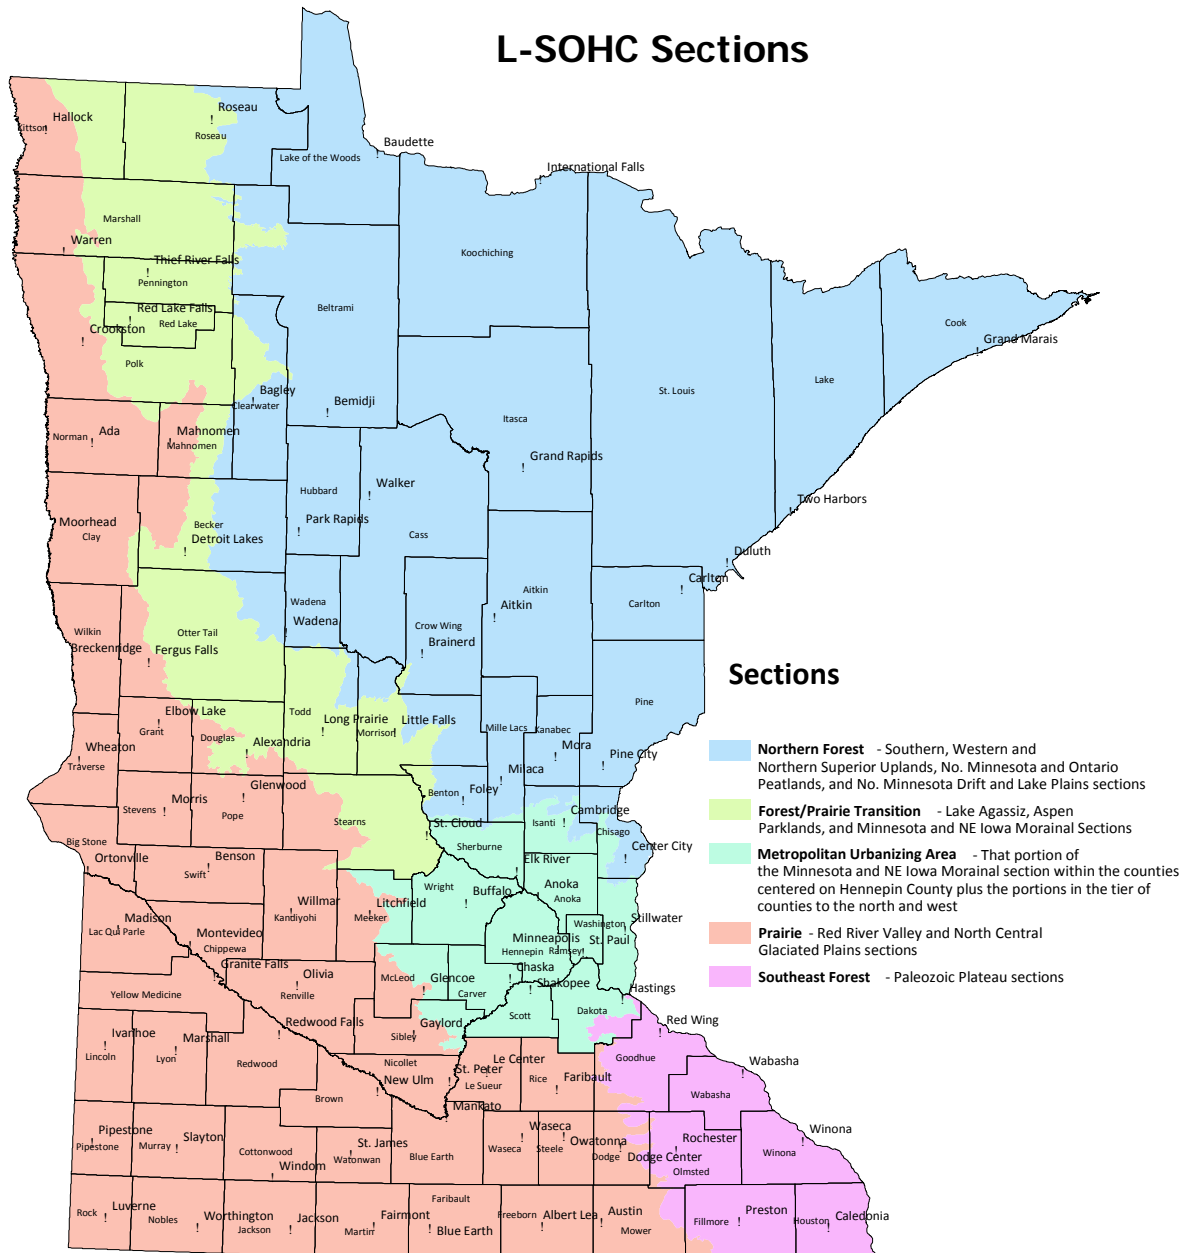 L-SOHC Sections
Roseau
Hallock
Kittson
Roseau
Baudette
Lake of the Woods
International Falls
Marshall
Warren
Koochiching
Thief River Falls
Pennington
Beltrami
Red Lake Falls
Red Lake
Crookston
Cook
Grand Marais
Polk
Lake
St. Louis
Bagley
Clearwater
Bemidji
Itasca
Norman
Ada
Mahnomen
Mahnomen
Grand Rapids
Walker
Hubbard
Two Harbors
Moorhead
Clay
Becker
Park Rapids
Cass
Detroit Lakes
Duluth
Carlton
Aitkin
Wadena
Aitkin
Carlton
Wadena
Crow Wing
Wilkin
Otter Tail
Brainerd
Breckenridge
Fergus Falls
Sections
Pine
Elbow Lake
Todd
Long Prairie
Little Falls
Mille Lacs
Kanabec
Grant
Douglas
Morrison
Alexandria
Mora
Wheaton
Pine City
Traverse
Milaca
Glenwood
Benton
Foley
Morris
Stevens
Pope
Stearns
St. Cloud
Isanti
Cambridge
Chisago
Big Stone
Sherburne
Center City
Ortonville
Benson
Elk River
Swift
Wright
Buffalo
Anoka
Anoka
Willmar
Litchfield
Kandiyohi
Meeker
Madison
Stillwater
Washington
Lac Qui Parle
Montevideo
Minneapolis
St. Paul
Chippewa
Hennepin
Ramsey
Granite Falls
Olivia
Chaska
McLeod
Glencoe
Shakopee
Hastings
Yellow Medicine
Renville
Carver
Scott
Dakota
Redwood Falls
Gaylord
Red Wing
Ivanhoe
Marshall
Sibley
Lincoln
Lyon
Redwood
Nicollet
Le Center
Goodhue
Wabasha
St. Peter
New Ulm
Le Sueur
Rice
Faribault
Wabasha
Brown
Mankato
Pipestone
Slayton
St. James
Waseca
Owatonna
Rochester
Winona
Pipestone
Murray
Cottonwood
Watonwan
Blue Earth
Waseca
Steele
Dodge
Dodge Center
Winona
Windom
Olmsted
Faribault
Rock
Luverne
Worthington
Jackson
Fairmont
Freeborn
Albert Lea
Austin
Preston
Caledonia
Nobles
Jackson
Martin
Blue Earth
Mower
Fillmore
Houston
Northern Forest - Southern, Western and
Northern Superior Uplands, No. Minnesota and Ontario
Peatlands, and No. Minnesota Drift and Lake Plains sections
Forest/Prairie Transition - Lake Agassiz, Aspen
Parklands, and Minnesota and NE Iowa Morainal Sections
Metropolitan Urbanizing Area - That portion of
the Minnesota and NE Iowa Morainal section within the counties
centered on Hennepin County plus the portions in the tier of
counties to the north and west
Prairie - Red River Valley and North Central
Glaciated Plains sections
Southeast Forest - Paleozoic Plateau sections